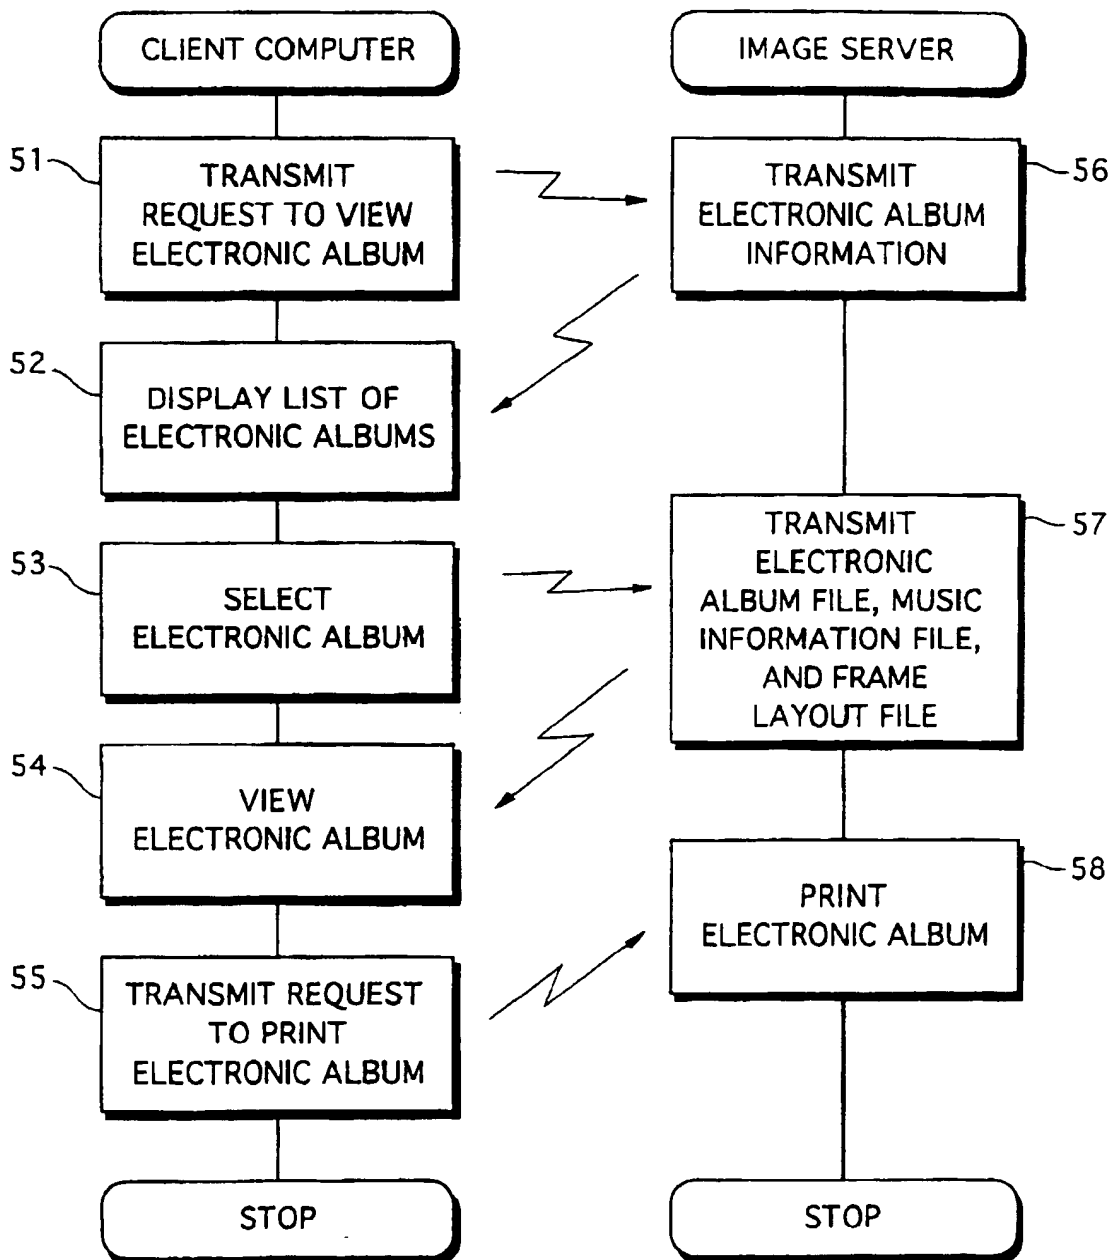 CLIENT COMPUTER
51
TRANSMIT
REQUEST TO VIEW
ELECTRONIC ALBUM
52
DISPLAY LIST OF
ELECTRONIC ALBUMS
53
SELECT
ELECTRONIC ALBUM
54
VIEW
ELECTRONIC ALBUM
55
TRANSMIT REQUEST
TO PRINT
ELECTRONIC ALBUM
STOP
IMAGE SERVER
56
TRANSMIT
ELECTRONIC ALBUM
INFORMATION
57
TRANSMIT
ELECTRONIC
ALBUM FILE, MUSIC
INFORMATION FILE,
AND FRAME
LAYOUT FILE
58
PRINT
ELECTRONIC ALBUM
STOP